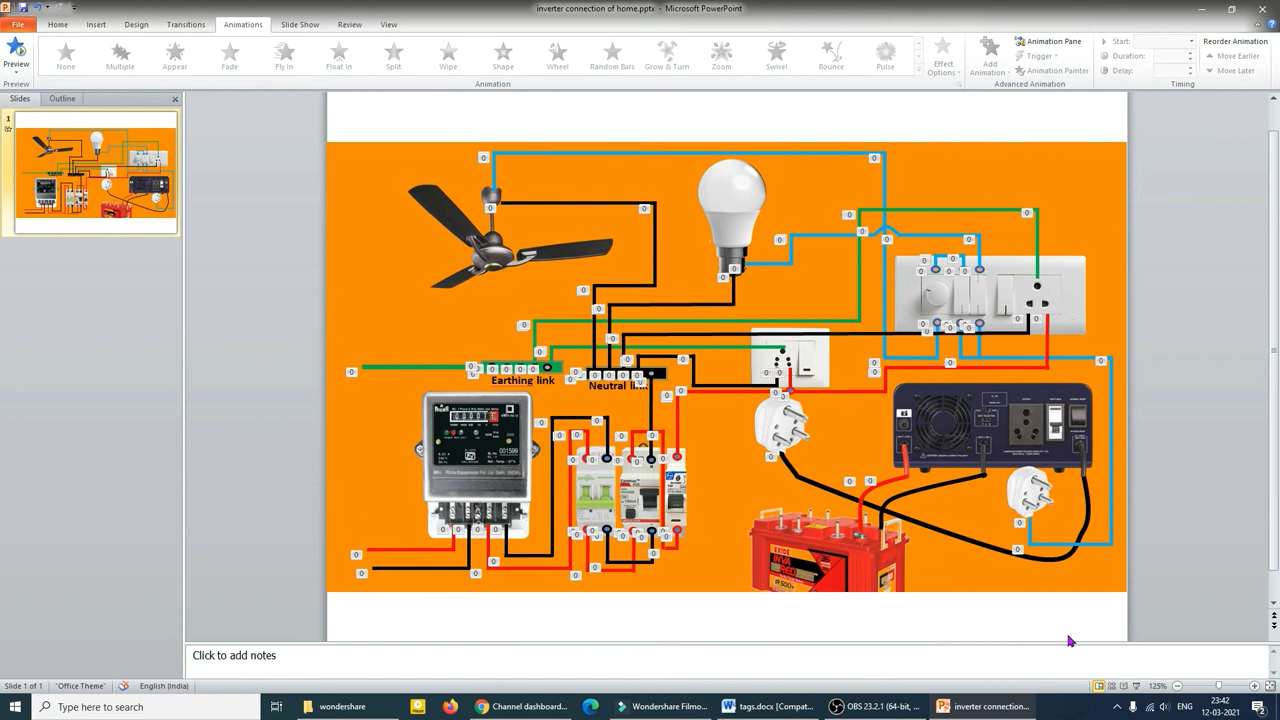 inverter connection of home.pptx - Microsoft PowerPoint
File Home Insert Design Transitions Animations Slide Show Review View
Preview
None Multiple Appear Fade Fly In Float In Split Wipe Shape Wheel Random Bars Grow & Turn Zoom Swivel Bounce Pulse
Effect Options
Add Animation
Animation Pane
Trigger
Animation Painter
Start:
Duration:
Delay:
Reorder Animation
Move Earlier
Move Later
Preview Animation Advanced Animation Timing
Slides Outline
1
Earthing link
Neutral link
001599
EXIDE
Click to add notes
Slide 1 of 1 "Office Theme" English (India) 125%
Type here to search
wondershare
Channel dashboard...
Wondershare Filmo...
tags.docx [Compat...
OBS 23.2.1 (64-bit, ...
inverter connection...
23:42
12-03-2021